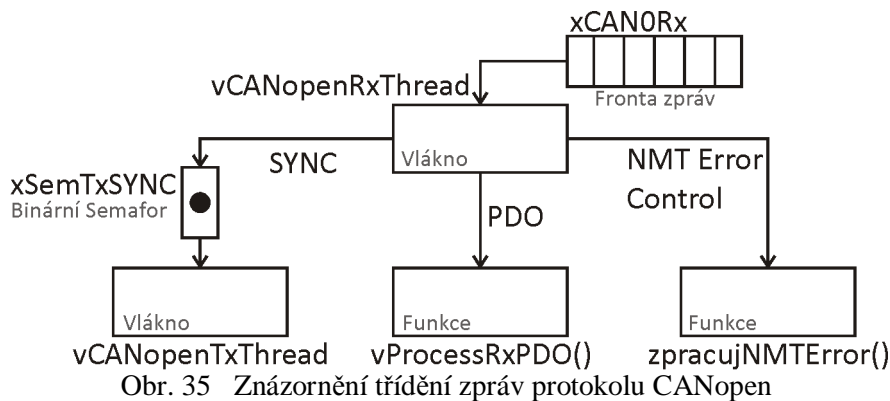 xCAN0Rx
Fronta zpráv
vCANopenRxThread
Vlákno
SYNC
NMT Error
Control
xSemTxSYNC
Binární Semafor
PDO
Vlákno
Funkce
Funkce
vCANopenTxThread
vProcessRxPDO()
zpracujNMTError()
Obr. 35 Znázornění třídění zpráv protokolu CANopen